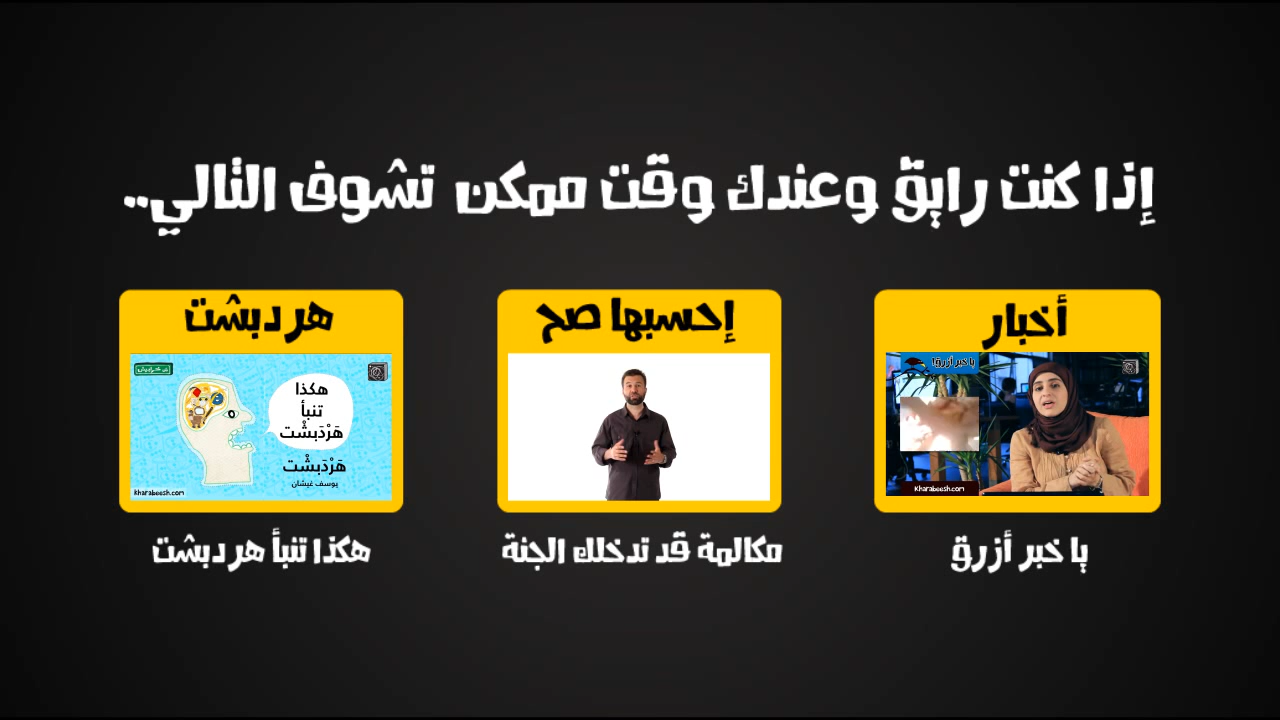 إذا كنت رايق وعندك وقت ممكن تشوف التالي..
أخبار
يا خبر أزرق!
kharabeesh.com
يا خبر أزرق
إحسبها صح
مكالمة قد تدخلك الجنة
هردبشت
خرابيش
هكذا
تنبأ
هَرْدَبشْت
هَرْدَبشْت
يوسف غيشان
kharabeesh.com
هكذا تنبأ هردبشت